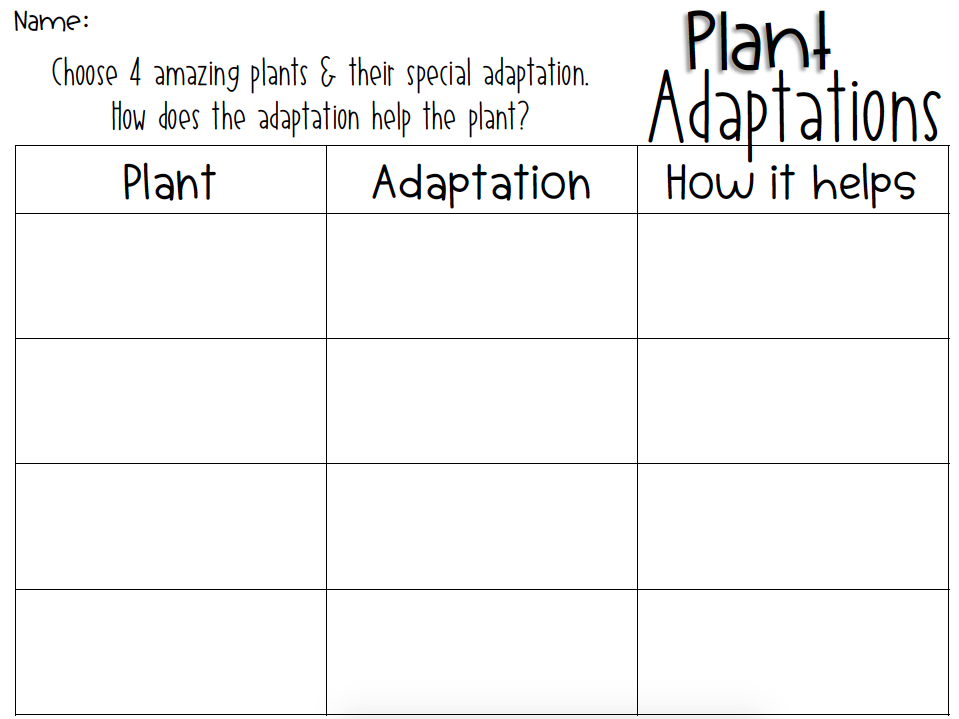 Name:
Choose 4 amazing plants & their special adaptation.
How does the adaptation help the plant?
Plant
Adaptations
Plant Adaptation How it helps